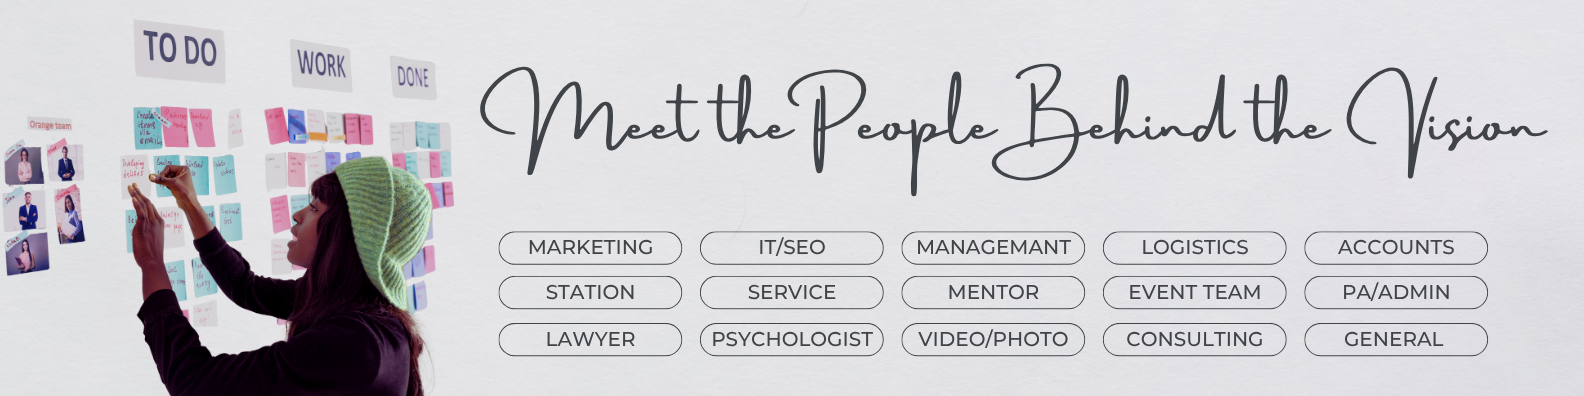 TO DO
WORK
DONE
Orange team
Meet the People Behind the Vision
MARKETING
IT/SEO
MANAGEMANT
LOGISTICS
ACCOUNTS
STATION
SERVICE
MENTOR
EVENT TEAM
PA/ADMIN
LAWYER
PSYCHOLOGIST
VIDEO/PHOTO
CONSULTING
GENERAL